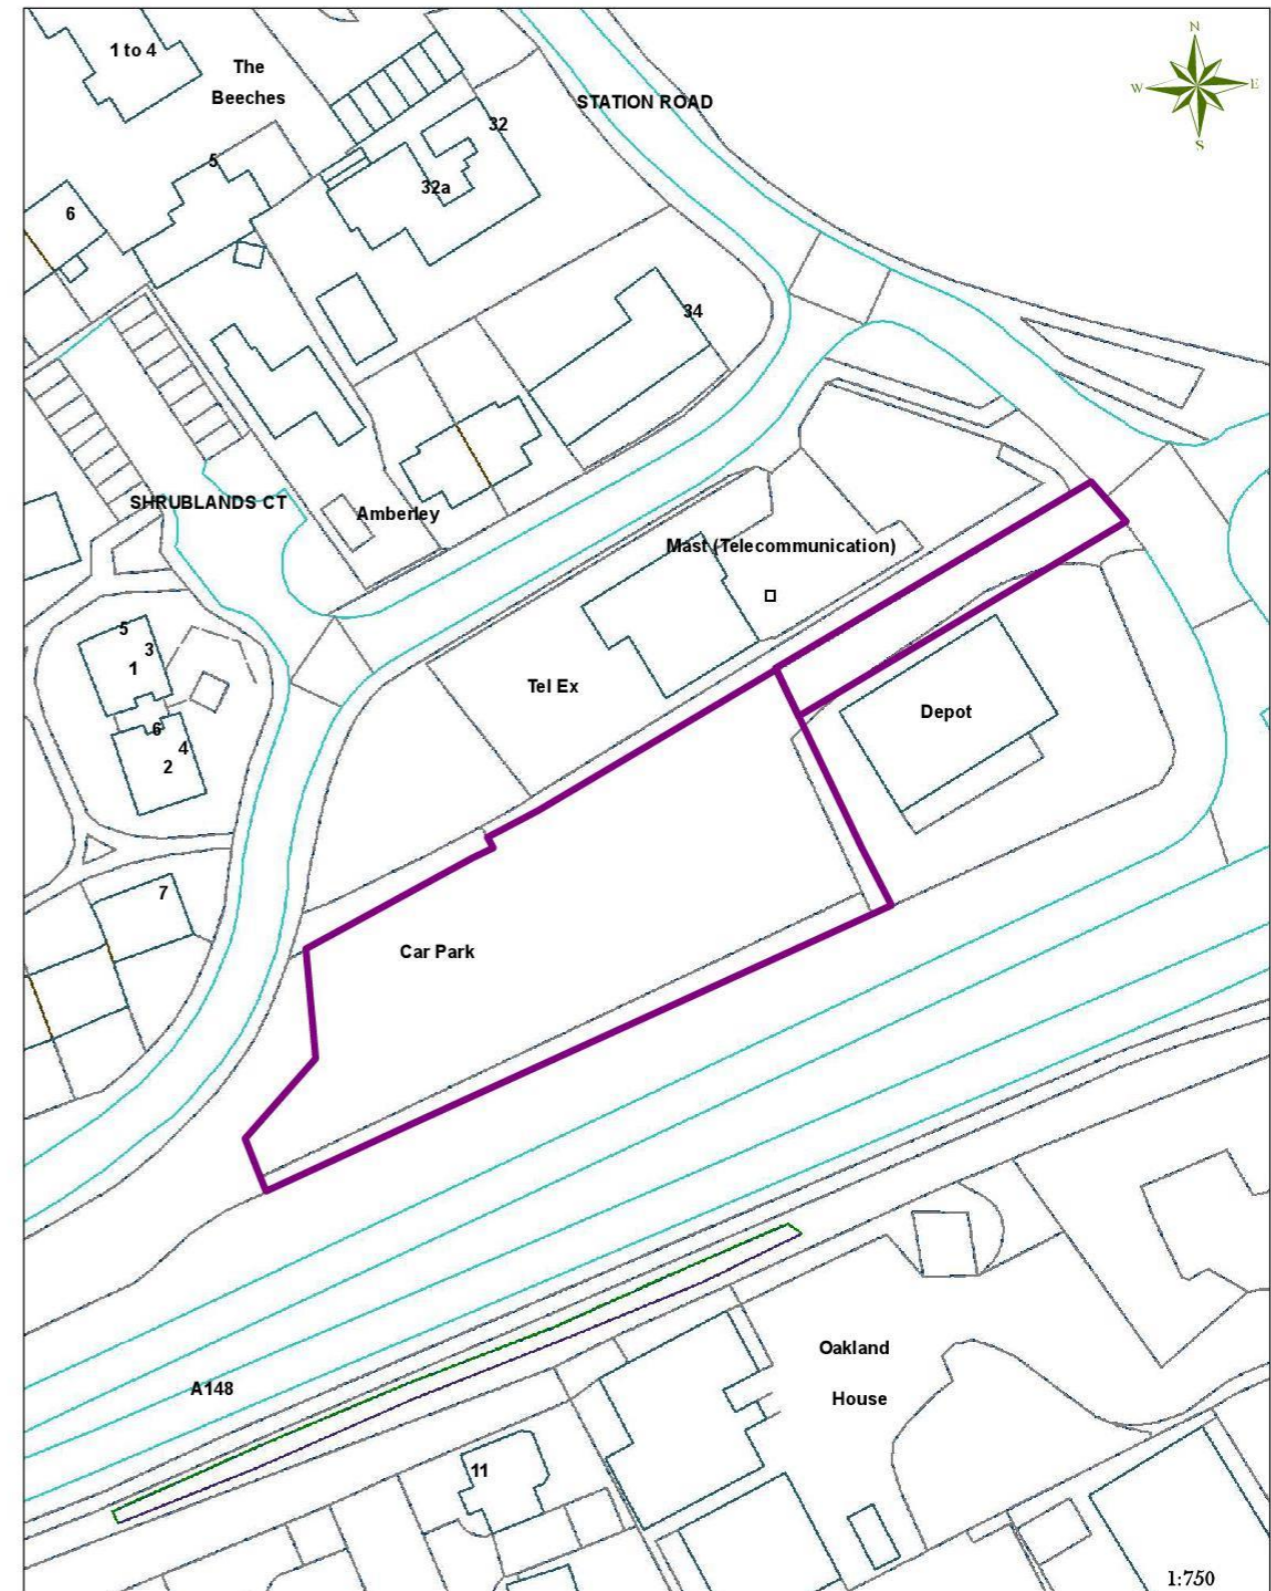 N
W E
S
1 to 4
The
Beeches
STATION ROAD
32
5
32a
6
34
SHRUBLANDS CT
Amberley
Mast (Telecommunication)
5
3
1
Tel Ex
Depot
6
4
2
7
Car Park
Oakland
House
A148
11
1:750